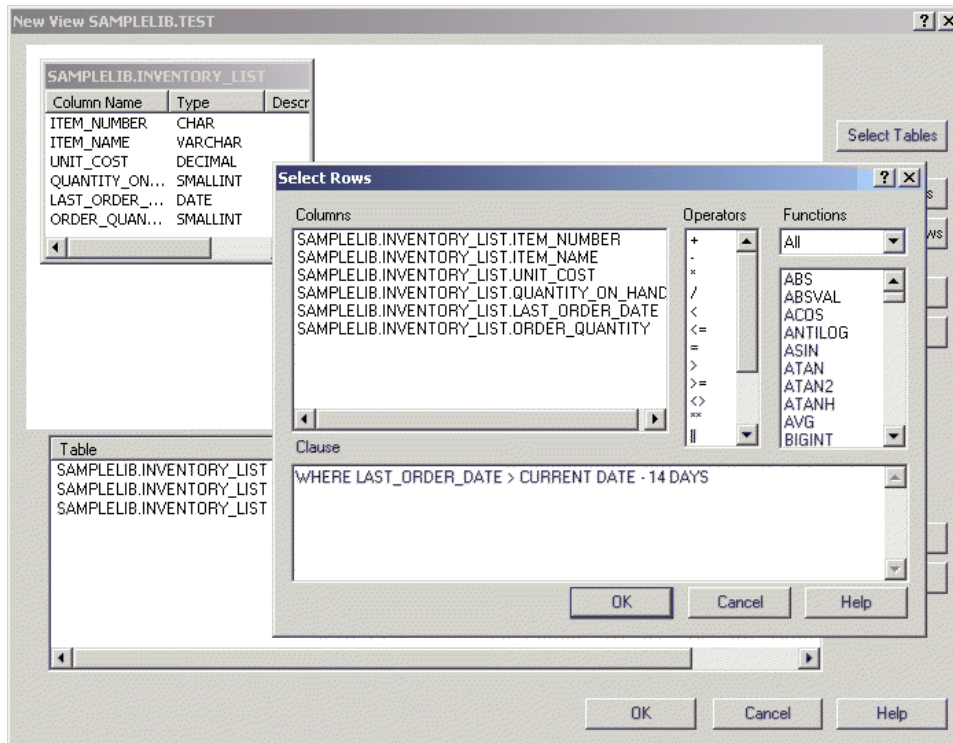 New View SAMPLELIB.TEST
SAMPLELIB.INVENTORY_LIST
Column Name Type Descr
ITEM_NUMBER CHAR
ITEM_NAME VARCHAR
UNIT_COST DECIMAL
QUANTITY_ON... SMALLINT
LAST_ORDER_... DATE
ORDER_QUAN... SMALLINT
Select Tables
s
ws
Select Rows
Columns
SAMPLELIB.INVENTORY_LIST.ITEM_NUMBER
SAMPLELIB.INVENTORY_LIST.ITEM_NAME
SAMPLELIB.INVENTORY_LIST.UNIT_COST
SAMPLELIB.INVENTORY_LIST.QUANTITY_ON_HAND
SAMPLELIB.INVENTORY_LIST.LAST_ORDER_DATE
SAMPLELIB.INVENTORY_LIST.ORDER_QUANTITY
Operators
+
-
*
/
<
<=
=
>
>=
<>
**
||
Functions
All
ABS
ABSVAL
ACOS
ANTILOG
ASIN
ATAN
ATAN2
ATANH
AVG
BIGINT
Clause
WHERE LAST_ORDER_DATE > CURRENT DATE - 14 DAYS
OK Cancel Help
Table
SAMPLELIB.INVENTORY_LIST
SAMPLELIB.INVENTORY_LIST
SAMPLELIB.INVENTORY_LIST
OK Cancel Help